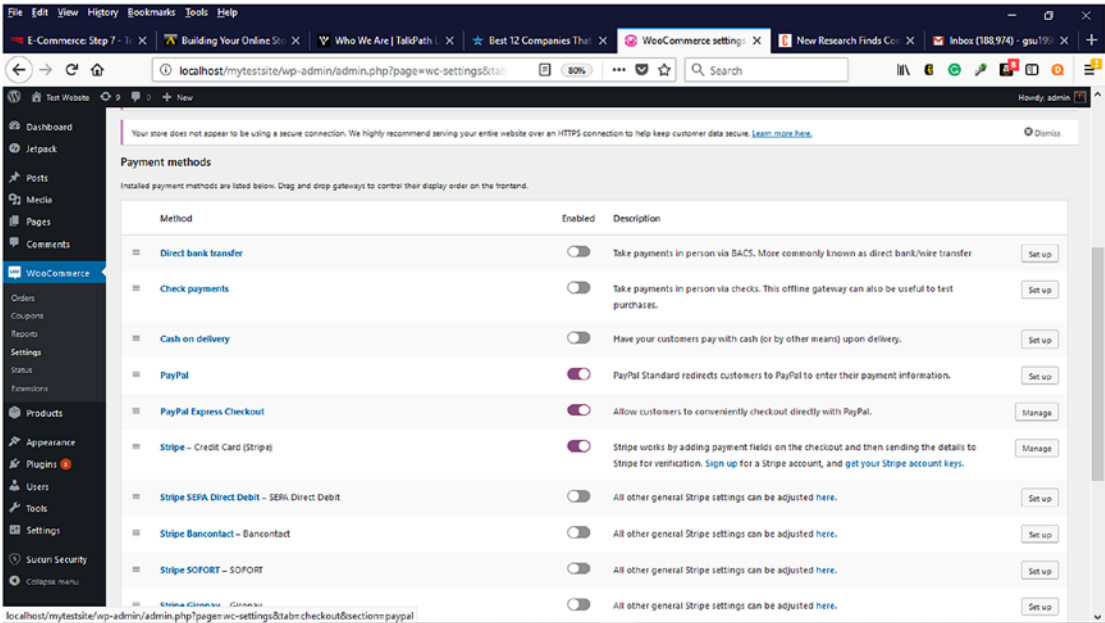 File Edit View History Bookmarks Tools Help
E-Commerce: Step 7 - Te
Building Your Online Sto
Who We Are | TalkPath L
Best 12 Companies That
WooCommerce settings
New Research Finds Con
Inbox (188,974) - gsu199
localhost/mytestsite/wp-admin/admin.php?page=wc-settings&tab
80%
Search
Test Website 9 0 New
Howdy, admin
Dashboard
Jetpack
Posts
Media
Pages
Comments
WooCommerce
Orders
Coupons
Reports
Settings
Status
Extensions
Products
Appearance
Plugins
Users
Tools
Settings
Sucuri Security
Collapse menu
Your store does not appear to be using a secure connection. We highly recommend serving your entire website over an HTTPS connection to help keep customer data secure. Learn more here.
Dismiss
Payment methods
Installed payment methods are listed below. Drag and drop gateways to control their display order on the frontend.
Method Enabled Description
Direct bank transfer Take payments in person via BACS. More commonly known as direct bank/wire transfer Set up
Check payments Take payments in person via checks. This offline gateway can also be useful to test Set up
purchases.
Cash on delivery Have your customers pay with cash (or by other means) upon delivery. Set up
PayPal PayPal Standard redirects customers to PayPal to enter their payment information. Set up
PayPal Express Checkout Allow customers to conveniently checkout directly with PayPal. Manage
Stripe – Credit Card (Stripe) Stripe works by adding payment fields on the checkout and then sending the details to Manage
Stripe for verification. Sign up for a Stripe account, and get your Stripe account keys.
Stripe SEPA Direct Debit – SEPA Direct Debit All other general Stripe settings can be adjusted here. Set up
Stripe Bancontact – Bancontact All other general Stripe settings can be adjusted here. Set up
Stripe SOFORT – SOFORT All other general Stripe settings can be adjusted here. Set up
Stripe Giropay – Giropay All other general Stripe settings can be adjusted here. Set up
localhost/mytestsite/wp-admin/admin.php?page=wc-settings&tab=checkout&section=paypal